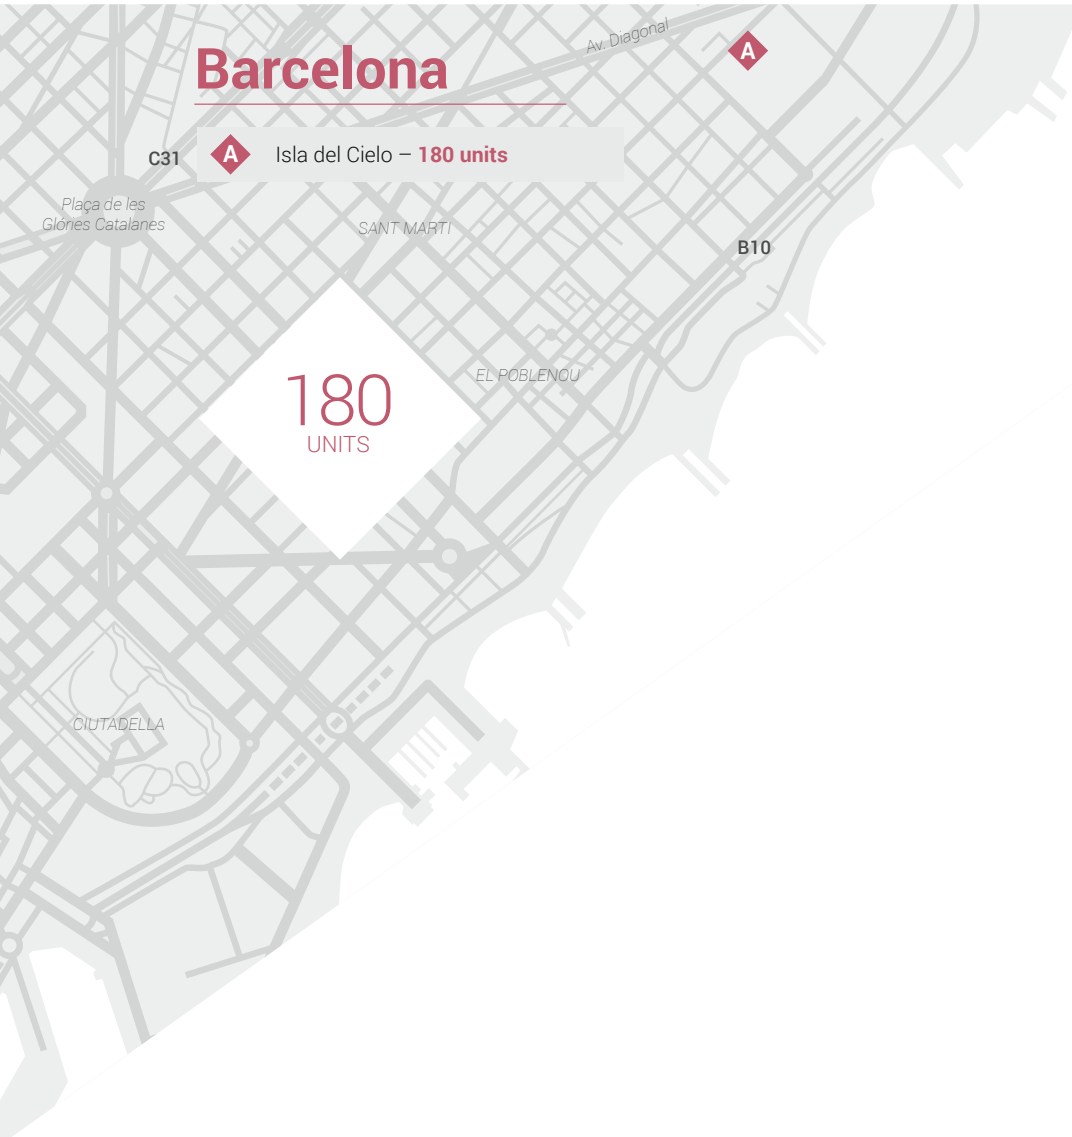 Av. Diagonal
A
Barcelona
C31
A
Isla del Cielo – 180 units
Plaça de les
Glóries Catalanes
SANT MARTI
B10
EL POBLENOU
180
UNITS
CIUTADELLA